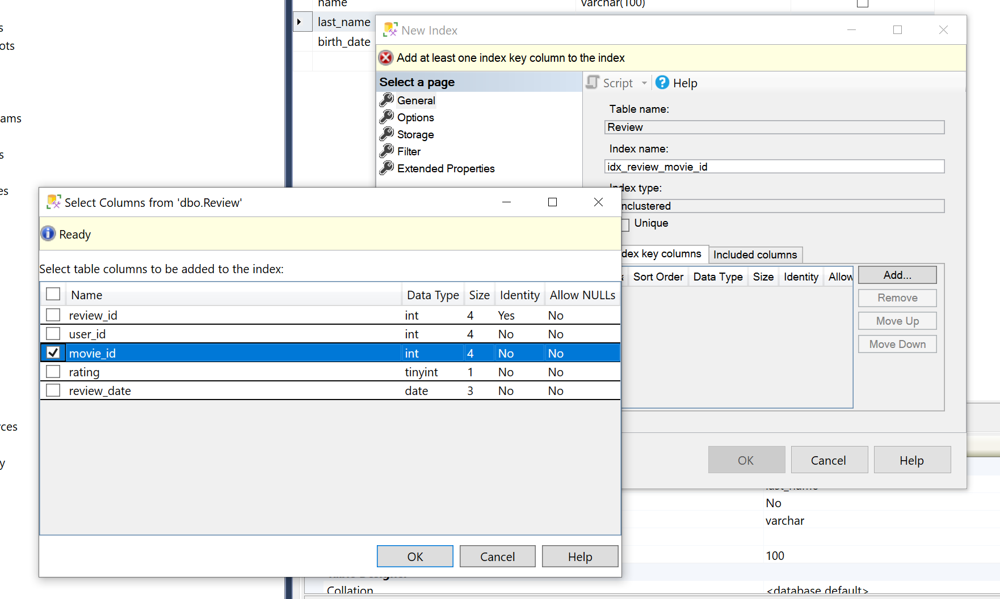 name varchar(100)
last_name
birth_date
ots
ams
s
es
ces
y
New Index
Add at least one index key column to the index
Select a page
General
Options
Storage
Filter
Extended Properties
Script
Help
Table name:
Review
Index name:
idx_review_movie_id
Index type:
nclustered
Unique
dex key columns
Included columns
Sort Order Data Type Size Identity Allow
Add...
Remove
Move Up
Move Down
OK Cancel Help
Select Columns from 'dbo.Review'
Ready
Select table columns to be added to the index:
Name Data Type Size Identity Allow NULLs
review_id int 4 Yes No
user_id int 4 No No
movie_id int 4 No No
rating tinyint 1 No No
review_date date 3 No No
OK Cancel Help
No
varchar
100
Collation <database default>